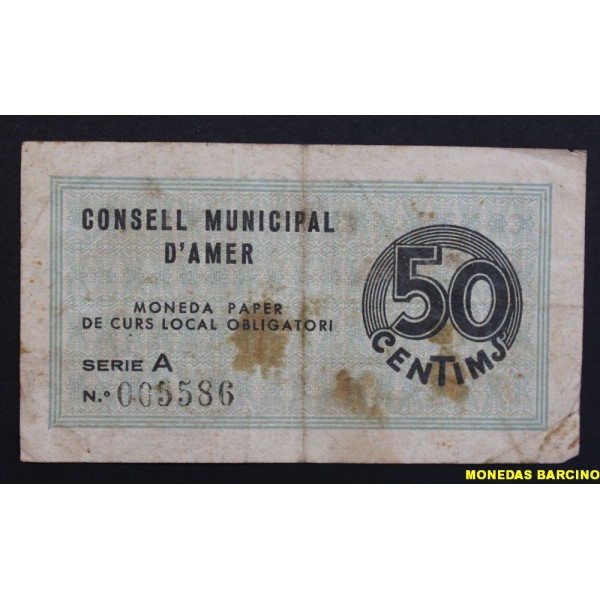 CONSELL MUNICIPAL
D'AMER
MONEDA PAPER
DE CURS LOCAL OBLIGATORI
SERIE A
N.º 005586
50
CENTIMS
MONEDAS BARCINO